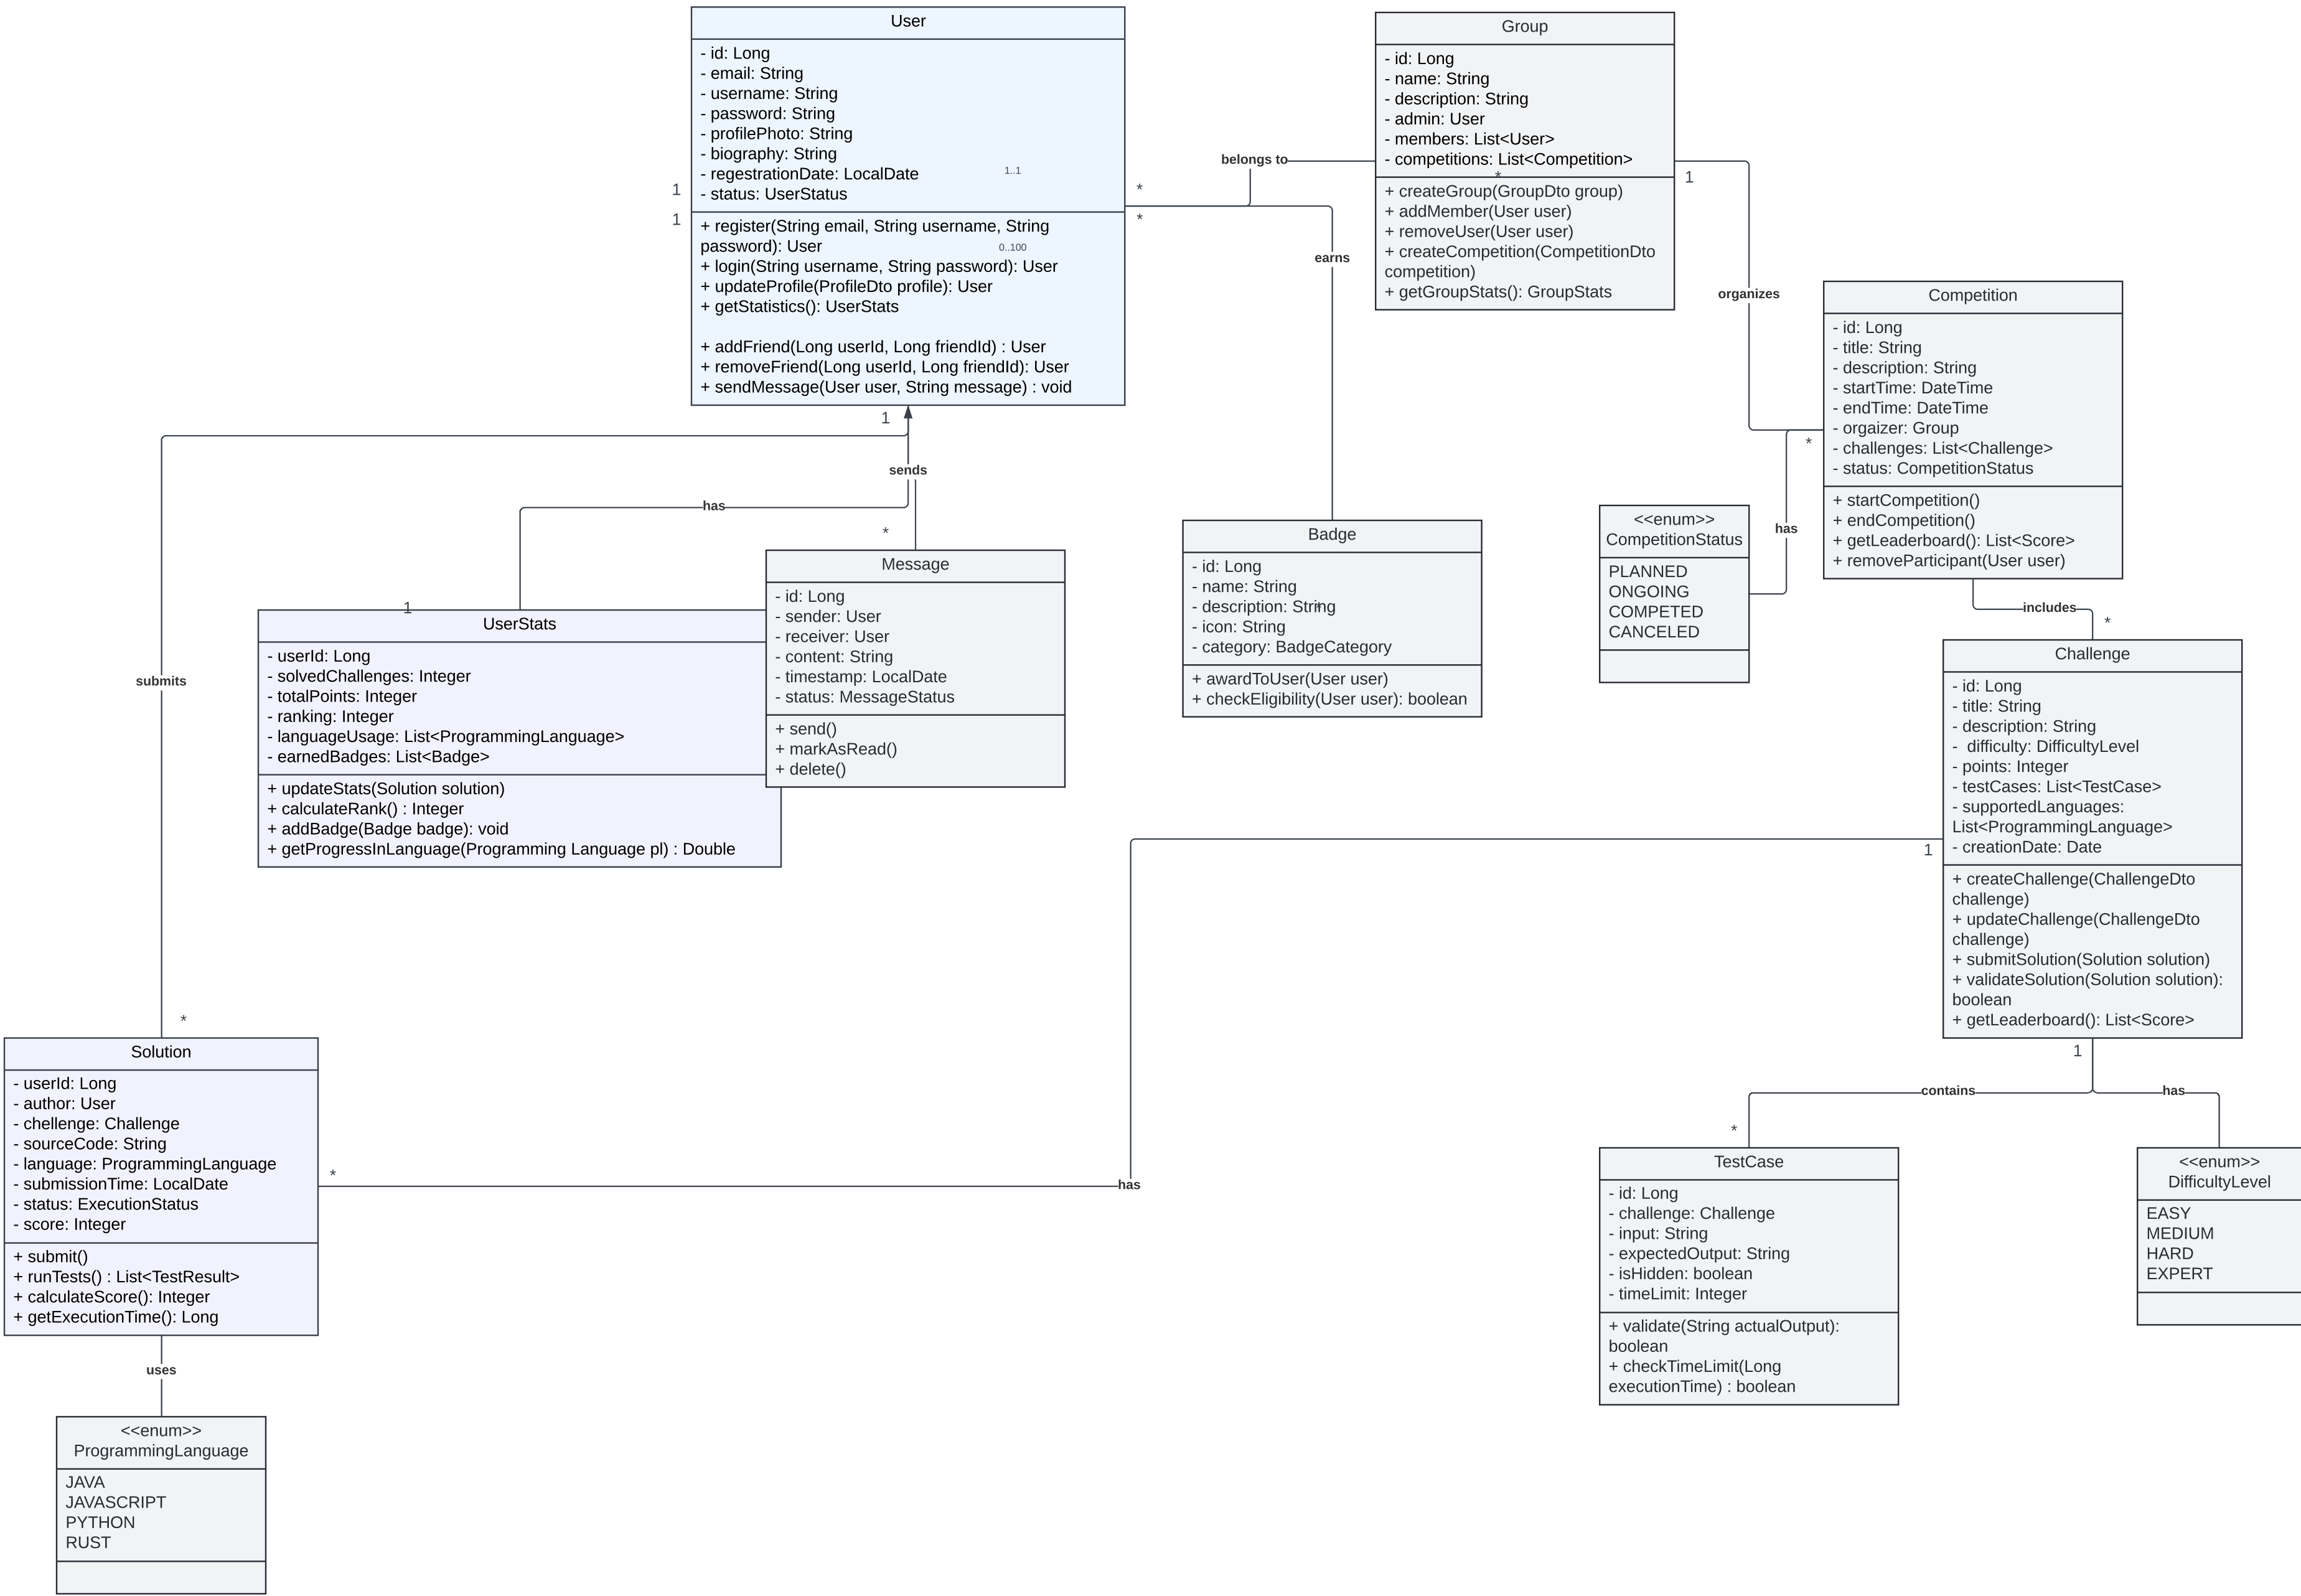 User
- id: Long
- email: String
- username: String
- password: String
- profilePhoto: String
- biography: String
- regestrationDate: LocalDate
1..1
- status: UserStatus
1
1
+ register(String email, String username, String
password): User
0..100
+ login(String username, String password): User
+ updateProfile(ProfileDto profile): User
+ getStatistics(): UserStats
+ addFriend(Long userId, Long friendId) : User
+ removeFriend(Long userId, Long friendId): User
+ sendMessage(User user, String message) : void
1
*
*
belongs to
earns
Group
- id: Long
- name: String
- description: String
- admin: User
- members: List<User>
- competitions: List<Competition>
*
1
+ createGroup(GroupDto group)
+ addMember(User user)
+ removeUser(User user)
+ createCompetition(CompetitionDto
competition)
+ getGroupStats(): GroupStats
organizes
Competition
- id: Long
- title: String
- description: String
- startTime: DateTime
- endTime: DateTime
- orgaizer: Group
- challenges: List<Challenge>
- status: CompetitionStatus
*
+ startCompetition()
+ endCompetition()
+ getLeaderboard(): List<Score>
+ removeParticipant(User user)
has
<<enum>>
CompetitionStatus
PLANNED
ONGOING
COMPETED
CANCELED
includes
*
sends
has
*
1
submits
UserStats
- userId: Long
- solvedChallenges: Integer
- totalPoints: Integer
- ranking: Integer
- languageUsage: List<ProgrammingLanguage>
- earnedBadges: List<Badge>
+ updateStats(Solution solution)
+ calculateRank() : Integer
+ addBadge(Badge badge): void
+ getProgressInLanguage(Programming Language pl) : Double
Message
- id: Long
- sender: User
- receiver: User
- content: String
- timestamp: LocalDate
- status: MessageStatus
+ send()
+ markAsRead()
+ delete()
Badge
- id: Long
- name: String
- description: String
*
- icon: String
- category: BadgeCategory
+ awardToUser(User user)
+ checkEligibility(User user): boolean
Challenge
- id: Long
- title: String
- description: String
-  difficulty: DifficultyLevel
- points: Integer
- testCases: List<TestCase>
- supportedLanguages:
List<ProgrammingLanguage>
- creationDate: Date
1
+ createChallenge(ChallengeDto
challenge)
+ updateChallenge(ChallengeDto
challenge)
+ submitSolution(Solution solution)
+ validateSolution(Solution solution):
boolean
+ getLeaderboard(): List<Score>
1
contains
has
*
*
Solution
- userId: Long
- author: User
- chellenge: Challenge
- sourceCode: String
- language: ProgrammingLanguage
- submissionTime: LocalDate
- status: ExecutionStatus
- score: Integer
*
has
+ submit()
+ runTests() : List<TestResult>
+ calculateScore(): Integer
+ getExecutionTime(): Long
uses
<<enum>>
ProgrammingLanguage
JAVA
JAVASCRIPT
PYTHON
RUST
TestCase
- id: Long
- challenge: Challenge
- input: String
- expectedOutput: String
- isHidden: boolean
- timeLimit: Integer
+ validate(String actualOutput):
boolean
+ checkTimeLimit(Long
executionTime) : boolean
<<enum>>
DifficultyLevel
EASY
MEDIUM
HARD
EXPERT